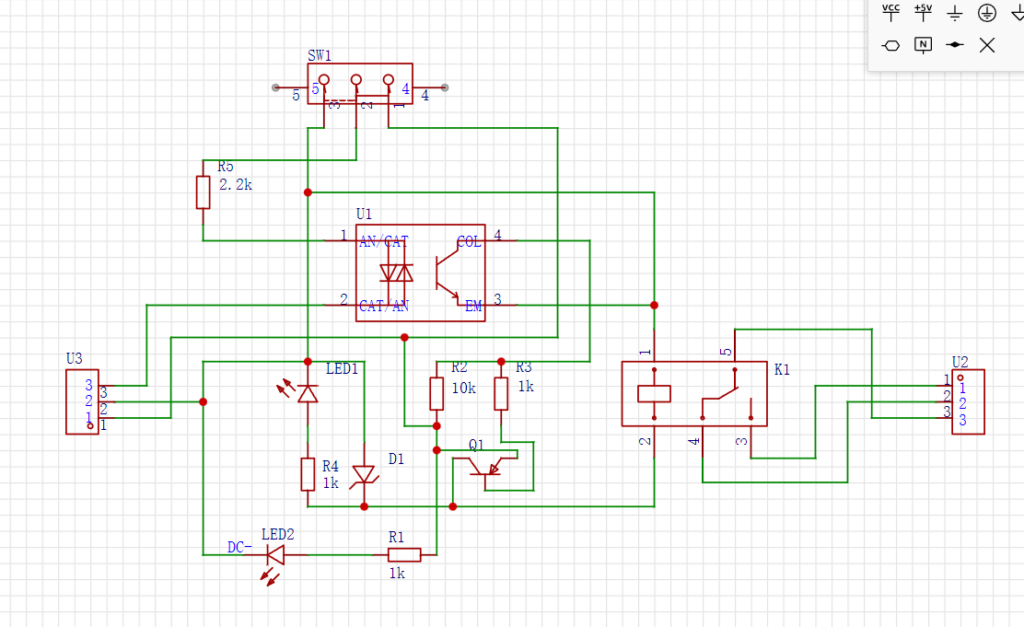 VCC +5V
N
SW1
5 5 4 4
3 2 1
R5
2.2k
U1
1 AN/CAT COL 4
2 CAT/AN EM 3
U3
3 3
2 2
1 1
LED1
R2
10k
R3
1k
1 5
K1
2 4 3
U2
1 1
2 2
3 3
Q1
R4
1k
D1
DC-
LED2
R1
1k